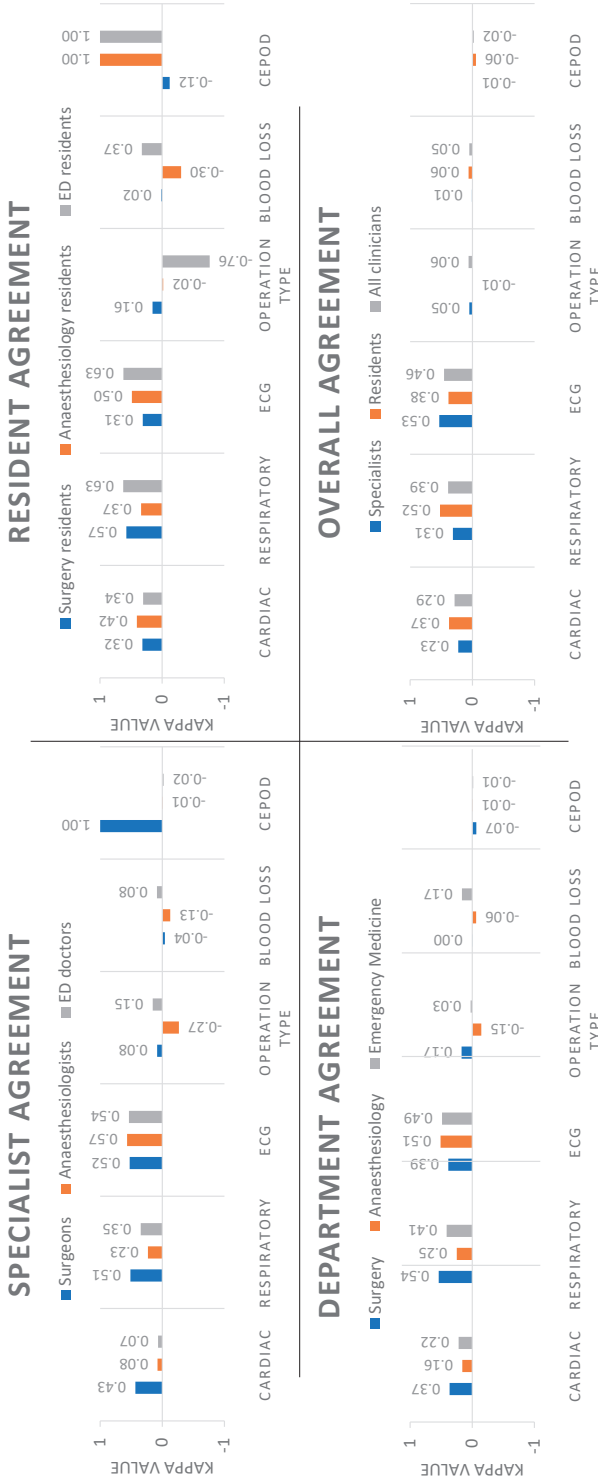 SPECIALIST AGREEMENT
Surgeons Anaesthesiologists ED doctors
KAPPA VALUE
1
0
-1
0.43 0.08 0.07
0.51 0.23 0.35
0.52 0.57 0.54
0.08 -0.27 0.15
-0.04 -0.13 0.08
1.00 -0.01 -0.02
CARDIAC RESPIRATORY ECG OPERATION TYPE BLOOD LOSS CEPOD
RESIDENT AGREEMENT
Surgery residents Anaesthesiology residents ED residents
KAPPA VALUE
1
0
-1
0.32 0.42 0.34
0.57 0.37 0.63
0.31 0.50 0.63
0.16 -0.02 -0.76
0.02 -0.30 0.37
-0.12 1.00 1.00
CARDIAC RESPIRATORY ECG OPERATION TYPE BLOOD LOSS CEPOD
DEPARTMENT AGREEMENT
Surgery Anaesthesiology Emergency Medicine
KAPPA VALUE
1
0
-1
0.37 0.16 0.22
0.54 0.25 0.41
0.39 0.51 0.49
0.17 -0.15 0.03
0.00 -0.06 0.17
-0.07 -0.01 -0.01
CARDIAC RESPIRATORY ECG OPERATION TYPE BLOOD LOSS CEPOD
OVERALL AGREEMENT
Specialists Residents All clinicians
KAPPA VALUE
1
0
-1
0.23 0.37 0.29
0.31 0.52 0.39
0.53 0.38 0.46
0.05 -0.01 0.06
0.01 0.06 0.05
-0.01 -0.06 -0.02
CARDIAC RESPIRATORY ECG OPERATION TYPE BLOOD LOSS CEPOD